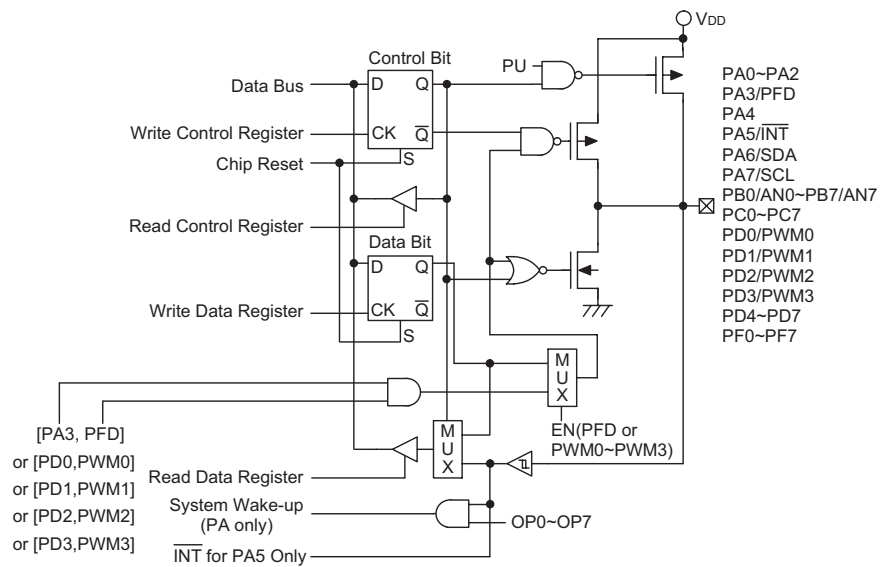 VDD
Control Bit
PU
Data Bus
D Q
Write Control Register
CK Q̅
Chip Reset
S
Read Control Register
Data Bit
D Q
Write Data Register
CK Q̅
S
PA0~PA2
PA3/PFD
PA4
PA5/I̅N̅T̅
PA6/SDA
PA7/SCL
PB0/AN0~PB7/AN7
PC0~PC7
PD0/PWM0
PD1/PWM1
PD2/PWM2
PD3/PWM3
PD4~PD7
PF0~PF7
M
U
X
EN(PFD or
PWM0~PWM3)
[PA3, PFD]
or [PD0,PWM0]
or [PD1,PWM1]
or [PD2,PWM2]
or [PD3,PWM3]
M
U
X
Read Data Register
System Wake-up
(PA only)
OP0~OP7
I̅N̅T̅ for PA5 Only